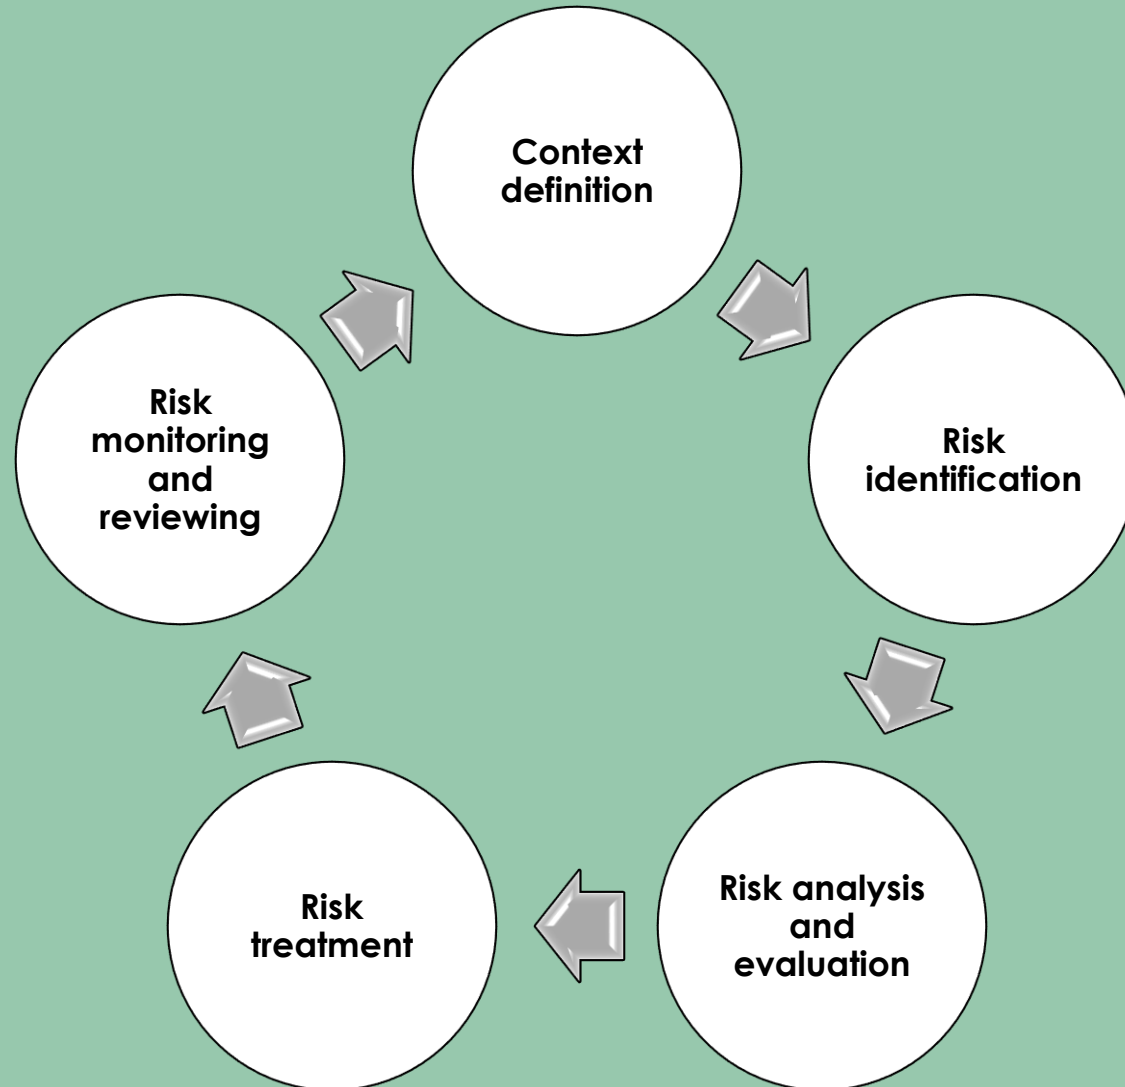 Context
definition
Risk
identification
Risk analysis
and
evaluation
Risk
treatment
Risk
monitoring
and
reviewing